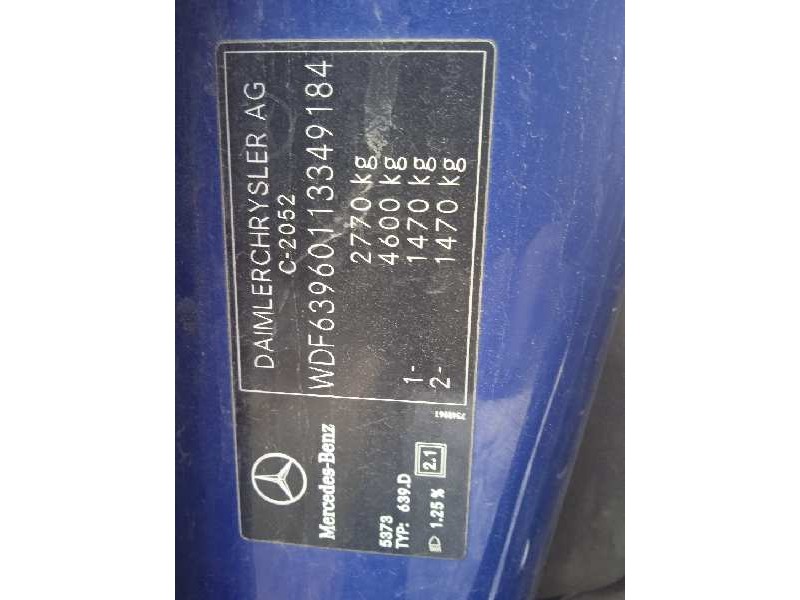 DAIMLERCHRYSLER AG
C-2052
WDF63960113349184
2770 kg
4600 kg
1- 1470 kg
2- 1470 kg
Mercedes-Benz
5373
TYP: 639.D 2.1
1.25 %